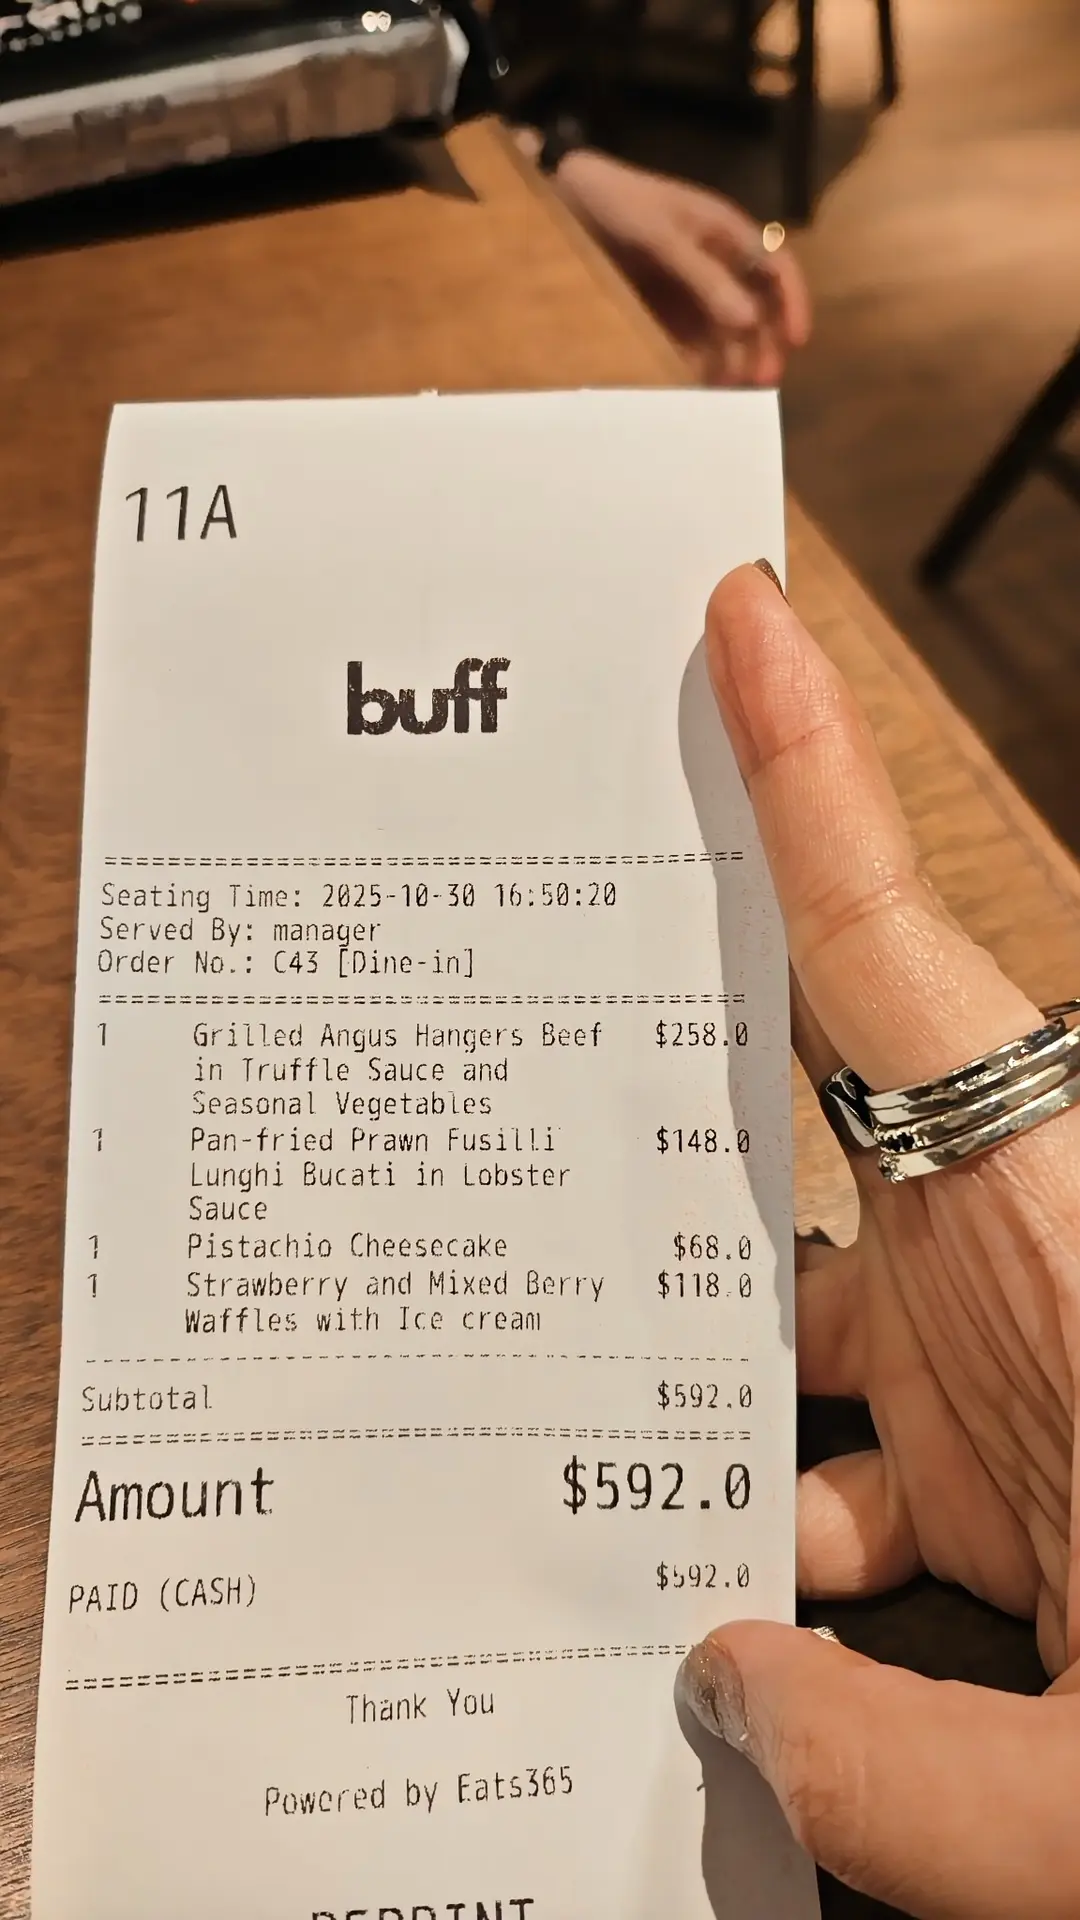 11A
buff
Seating Time: 2025-10-30 16:50:20
Served By: manager
Order No.: C43 [Dine-in]
1 Grilled Angus Hangers Beef $258.0
in Truffle Sauce and
Seasonal Vegetables
1 Pan-fried Prawn Fusilli $148.0
Lunghi Bucati in Lobster
Sauce
1 Pistachio Cheesecake $68.0
1 Strawberry and Mixed Berry $118.0
Waffles with Ice cream
Subtotal $592.0
Amount $592.0
PAID (CASH) $592.0
Thank You
Powered by Eats365
REPRINT